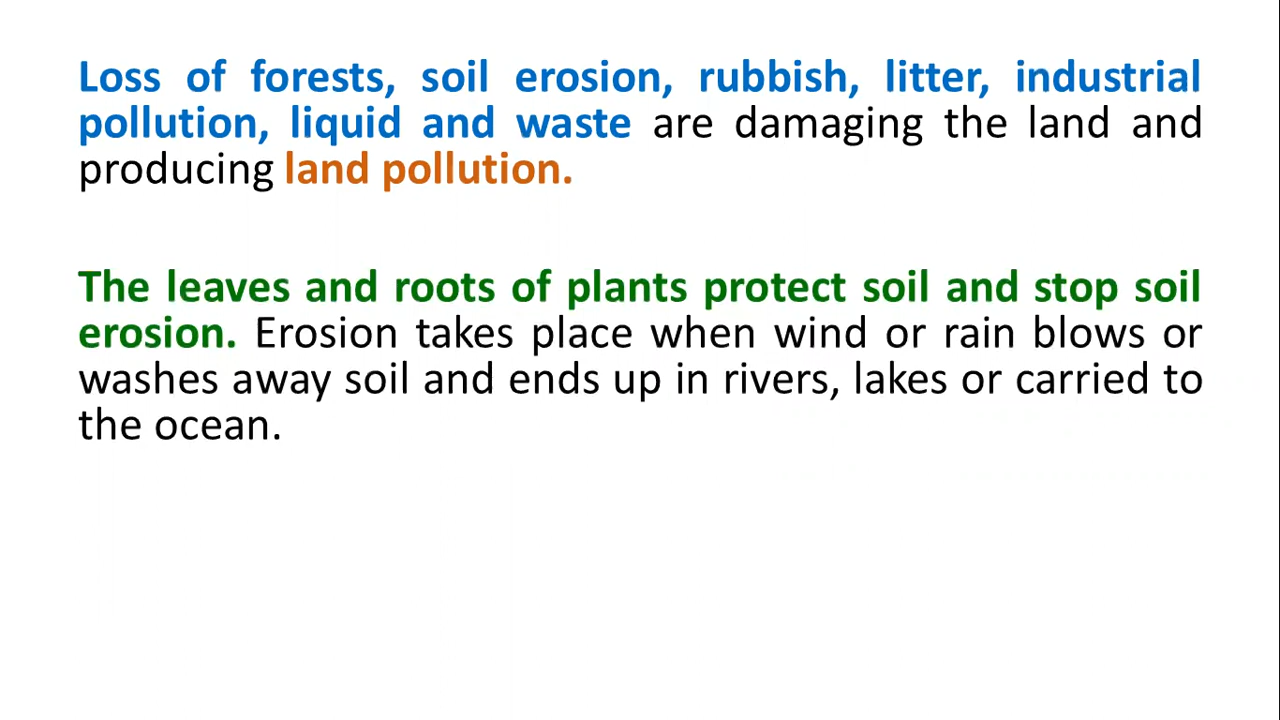 Loss of forests, soil erosion, rubbish, litter, industrial
pollution, liquid and waste are damaging the land and
producing land pollution.
The leaves and roots of plants protect soil and stop soil
erosion. Erosion takes place when wind or rain blows or
washes away soil and ends up in rivers, lakes or carried to
the ocean.